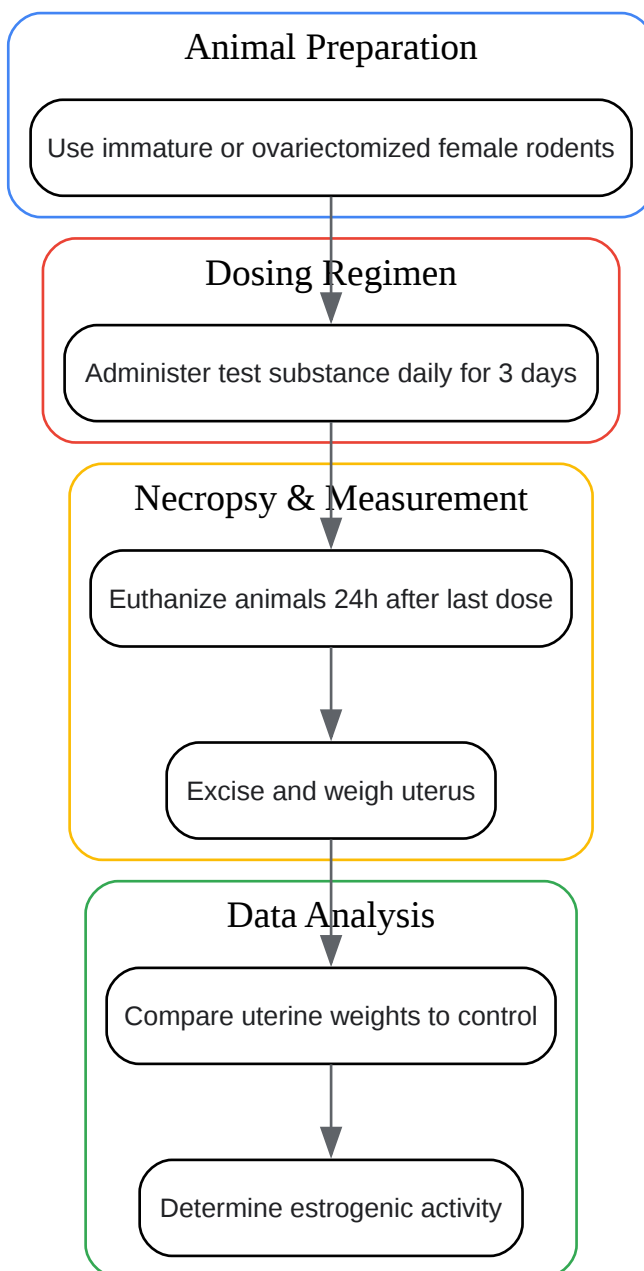 Animal Preparation
Use immature or ovariectomized female rodents
Dosing Regimen
Administer test substance daily for 3 days
Necropsy & Measurement
Euthanize animals 24h after last dose
Excise and weigh uterus
Data Analysis
Compare uterine weights to control
Determine estrogenic activity